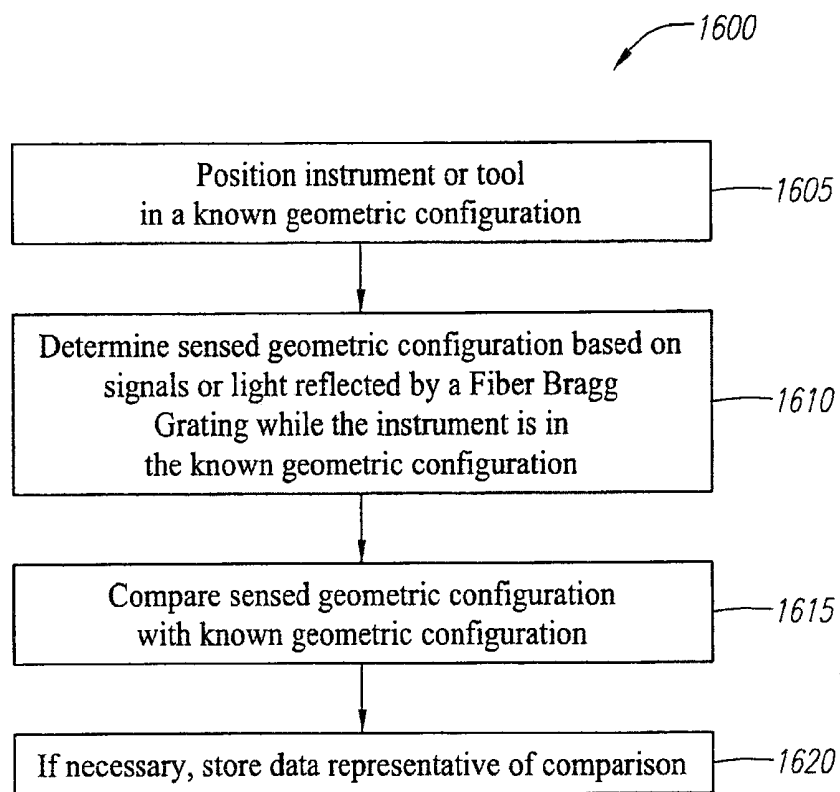 1600
Position instrument or tool
in a known geometric configuration
1605
Determine sensed geometric configuration based on
signals or light reflected by a Fiber Bragg
Grating while the instrument is in
the known geometric configuration
1610
Compare sensed geometric configuration
with known geometric configuration
1615
If necessary, store data representative of comparison
1620